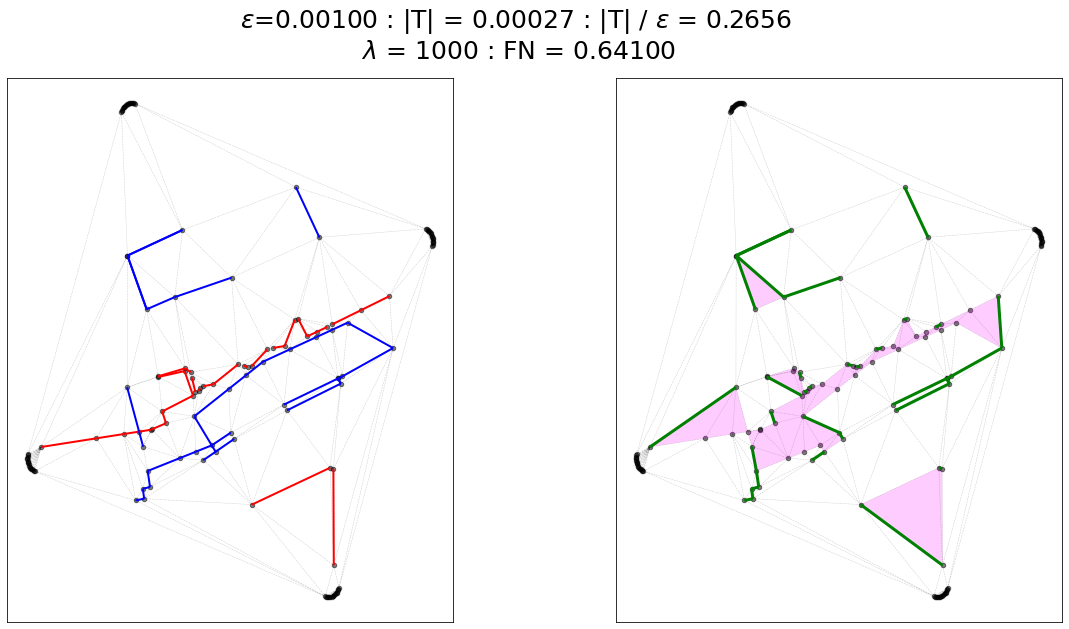 ε=0.00100 : |T| = 0.00027 : |T| / ε = 0.2656
λ = 1000 : FN = 0.64100